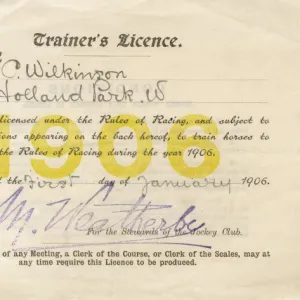 Trainer's Licence.
C. Wilkinson
Holland Park. W
licensed under the Rules of Racing, and subject to
ions appearing on the back hereof, to train horses to
the Rules of Racing during the year 1906.
1906
the First day of January 1906.
Weatherby
For the Stewards of the Jockey Club.
of any Meeting, a Clerk of the Course, or Clerk of the Scales, may at
any time require this Licence to be produced.